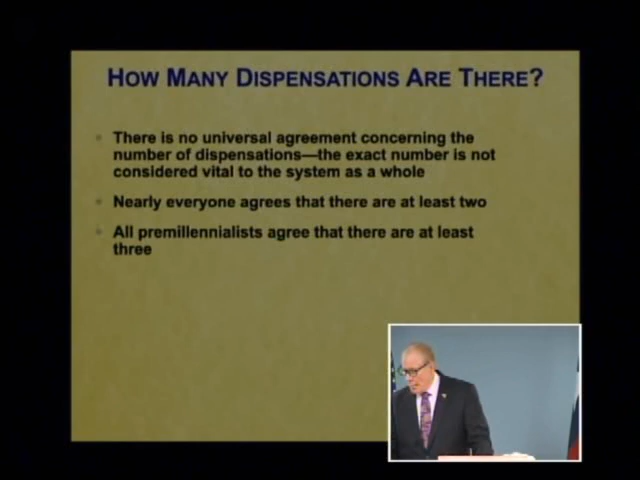 HOW MANY DISPENSATIONS ARE THERE?
There is no universal agreement concerning the
number of dispensations—the exact number is not
considered vital to the system as a whole
Nearly everyone agrees that there are at least two
All premillennialists agree that there are at least
three